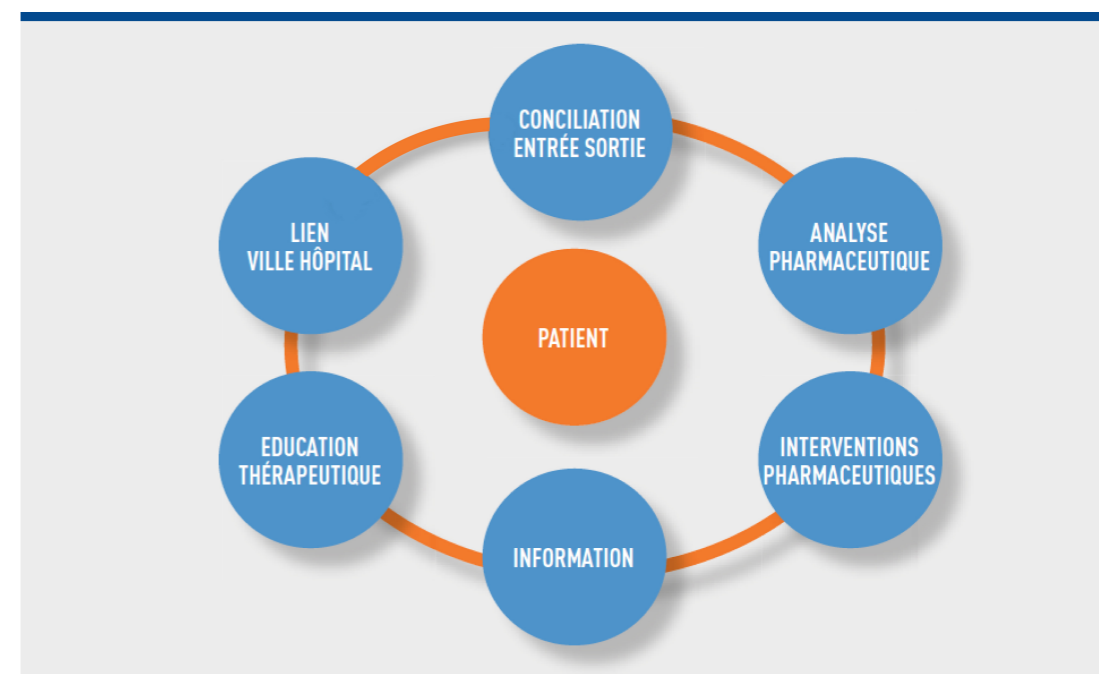 CONCILIATION
ENTRÉE SORTIE
ANALYSE
PHARMACEUTIQUE
INTERVENTIONS
PHARMACEUTIQUES
INFORMATION
EDUCATION
THÉRAPEUTIQUE
LIEN
VILLE HÔPITAL
PATIENT